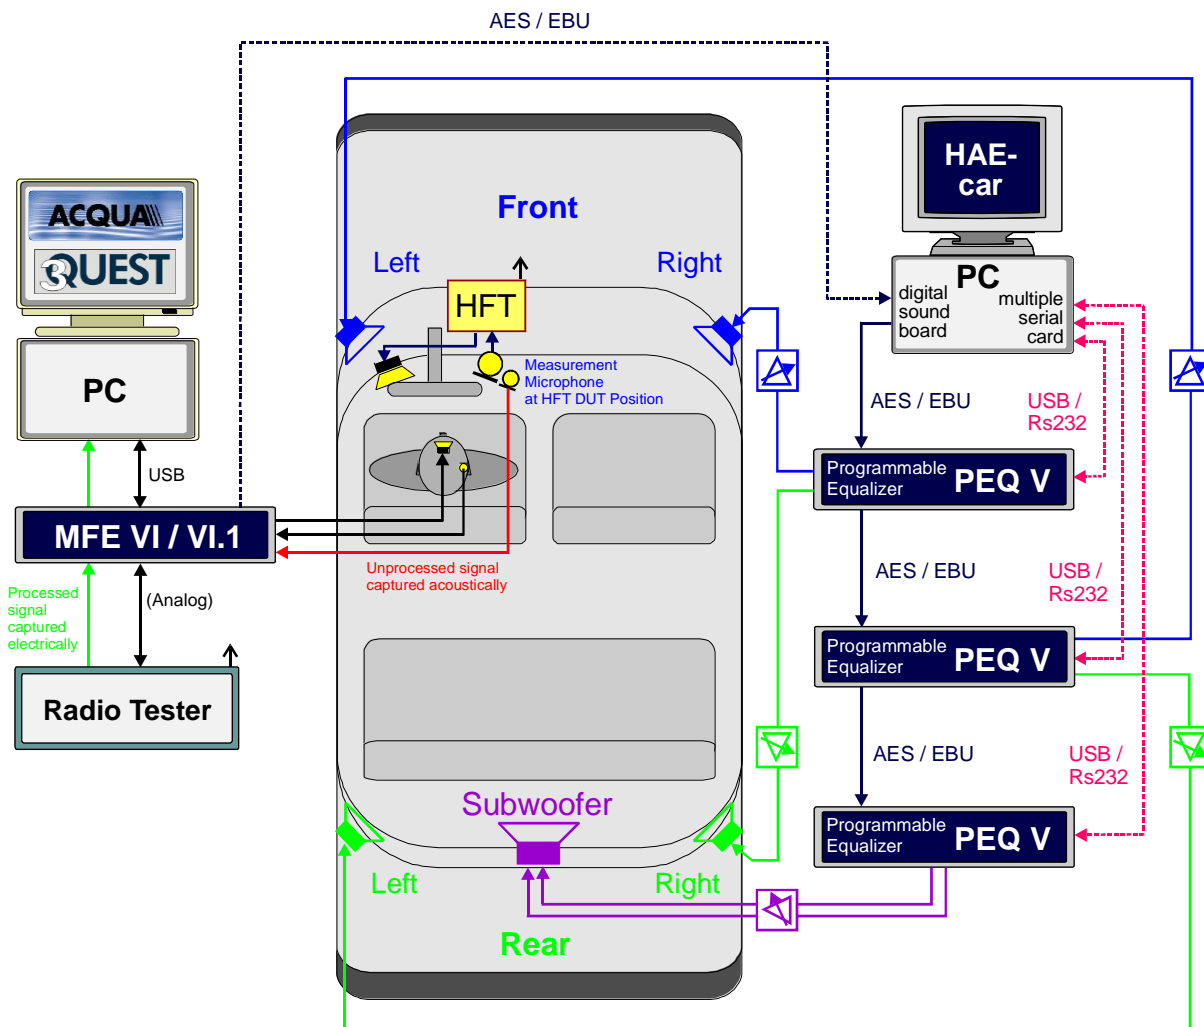 AES / EBU
HAE-
car
ACQUA
3QUEST
Front
Left
Right
HFT
PC
digital
sound
board
multiple
serial
card
PC
Measurement
Microphone
at HFT DUT Position
AES / EBU
USB /
Rs232
USB
Programmable
Equalizer
PEQ V
MFE VI / VI.1
Unprocessed signal
captured acoustically
AES / EBU
USB /
Rs232
Processed
signal
captured
electrically
(Analog)
Programmable
Equalizer
PEQ V
Radio Tester
AES / EBU
USB /
Rs232
Subwoofer
Programmable
Equalizer
PEQ V
Left
Right
Rear